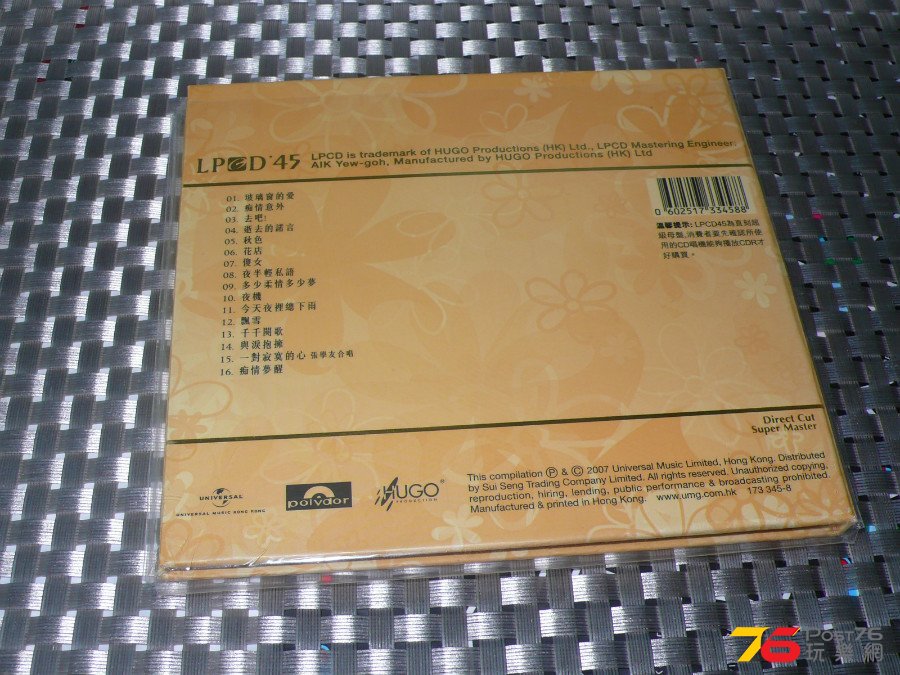 LPCD'45
LPCD is trademark of HUGO Productions (HK) Ltd., LPCD Mastering Engineer:
AIK Yew-goh, Manufactured by HUGO Productions (HK) Ltd
01. 玻璃窗的愛
02. 痴情意外
03. 去吧!
04. 逝去的諾言
05. 秋色
06. 花店
07. 傻女
08. 夜半輕私語
09. 多少柔情多少夢
10. 夜機
11. 今天夜裡總下雨
12. 飄雪
13. 千千闋歌
14. 與淚抱擁
15. 一對寂寞的心 張學友合唱
16. 痴情夢醒
0 602517 334588
溫馨提示: LPCD45為直刻超
級母盤,消費者要先確認所使
用的CD唱機能夠播放CDR才
好購買。
Direct Cut
Super Master
UNIVERSAL
UNIVERSAL MUSIC HONG KONG
polydor
HUGO
PRODUCTION
This compilation ℗ & © 2007 Universal Music Limited, Hong Kong. Distributed
by Sui Seng Trading Company Limited. All rights reserved. Unauthorized copying,
reproduction, hiring, lending, public performance & broadcasting prohibited.
Manufactured & printed in Hong Kong. www.umg.com.hk 173 345-8
76 POST76
玩樂網